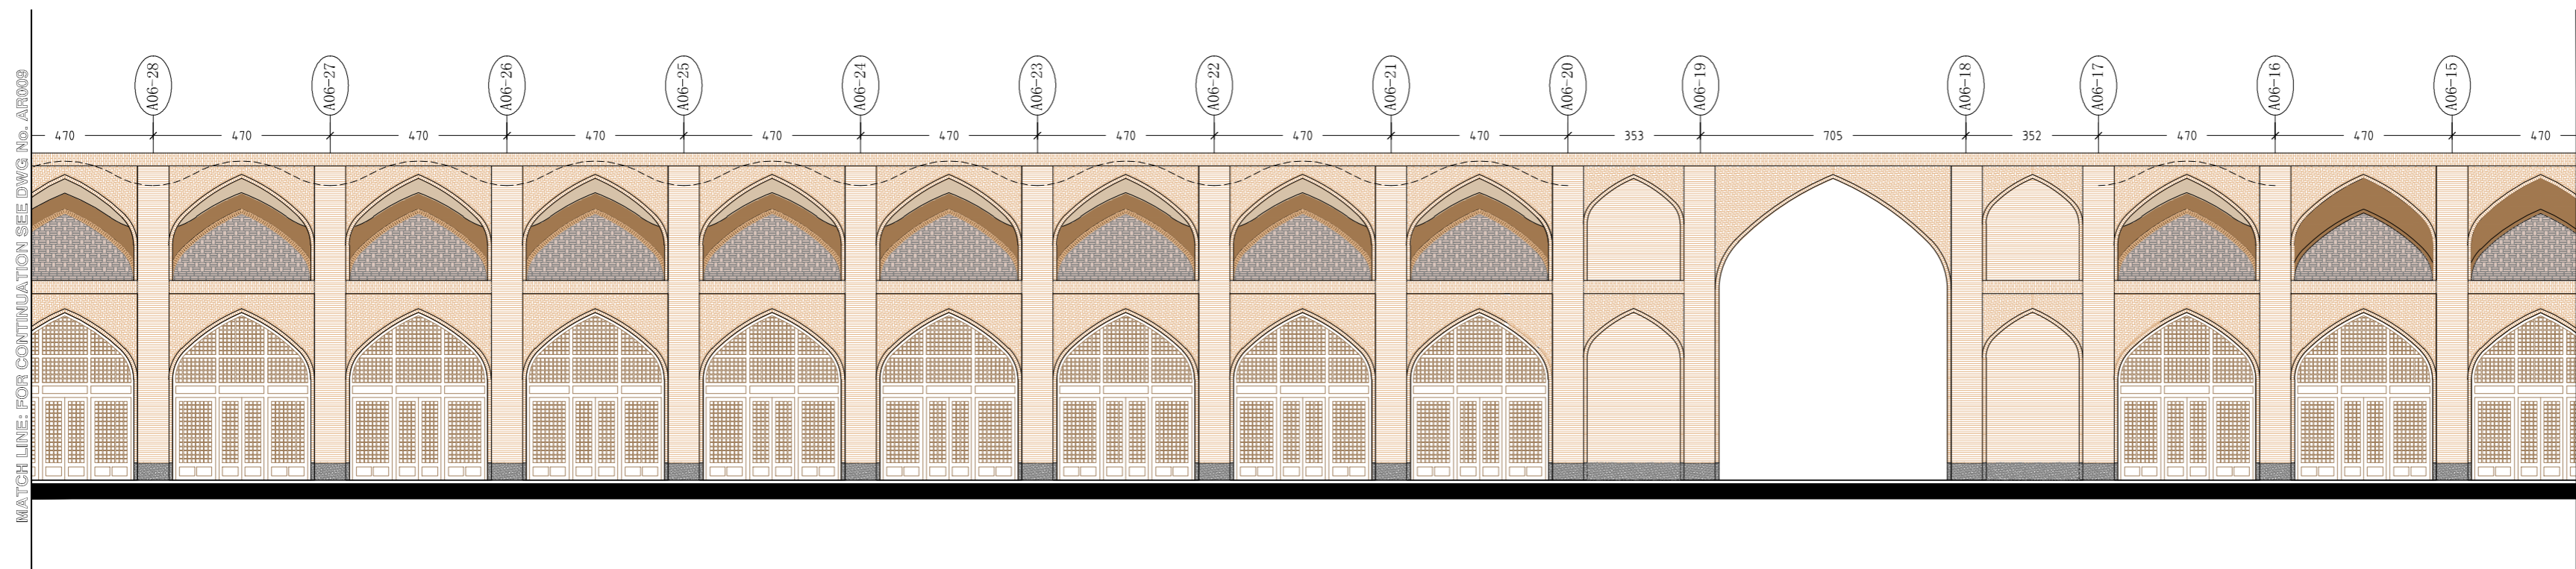 MATCH LINE: FOR CONTINUATION SEE DWG No. AR009
A06-28
A06-27
A06-26
A06-25
A06-24
A06-23
A06-22
A06-21
A06-20
A06-19
A06-18
A06-17
A06-16
A06-15
470 470 470 470 470 470 470 470 470 353 705 352 470 470 470